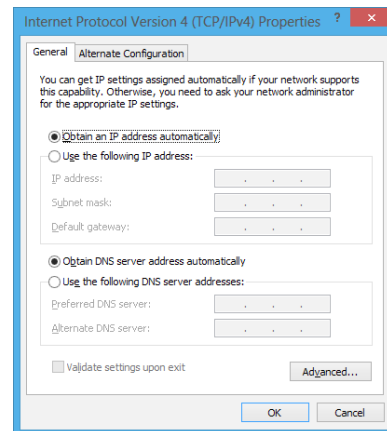 Internet Protocol Version 4 (TCP/IPv4) Properties
General Alternate Configuration
You can get IP settings assigned automatically if your network supports
this capability. Otherwise, you need to ask your network administrator
for the appropriate IP settings.
Obtain an IP address automatically
Use the following IP address:
IP address:
Subnet mask:
Default gateway:
Obtain DNS server address automatically
Use the following DNS server addresses:
Preferred DNS server:
Alternate DNS server:
Validate settings upon exit
Advanced...
OK Cancel